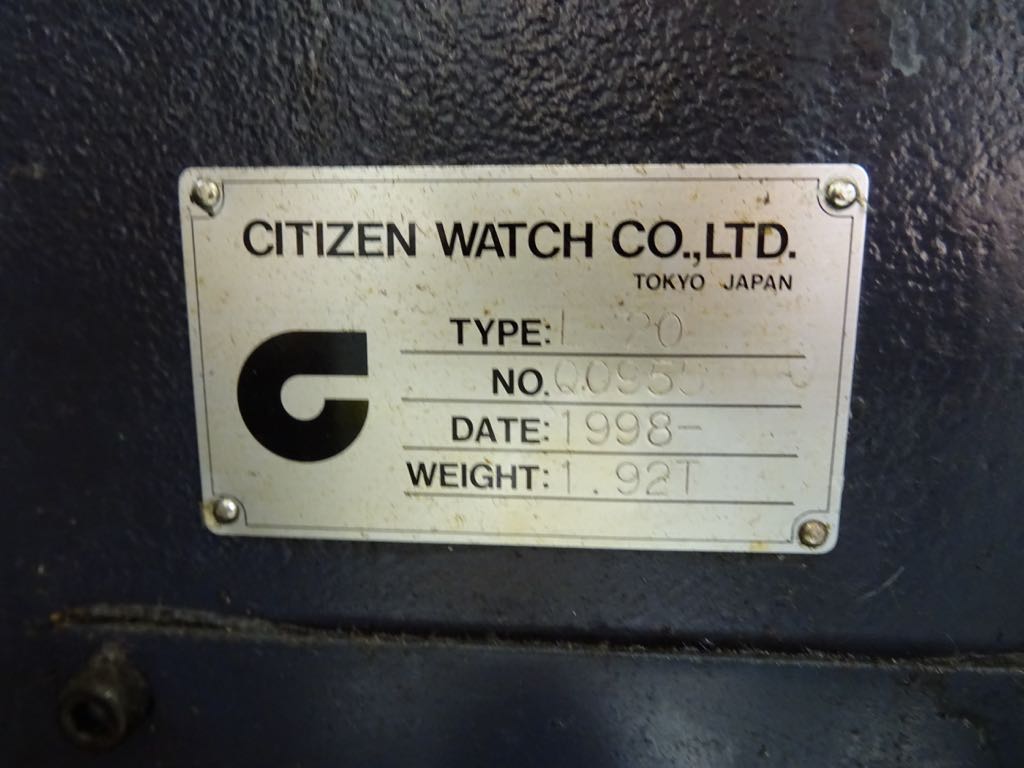 CITIZEN WATCH CO.,LTD.
TOKYO JAPAN
TYPE:
NO.
DATE: 1998-
WEIGHT: 1.92T